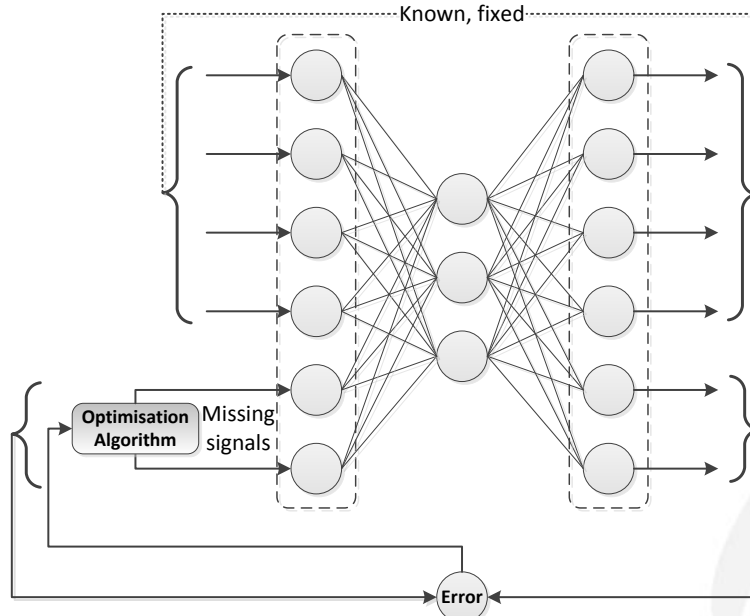 Known, fixed
Optimisation
Algorithm
Missing
signals
Error